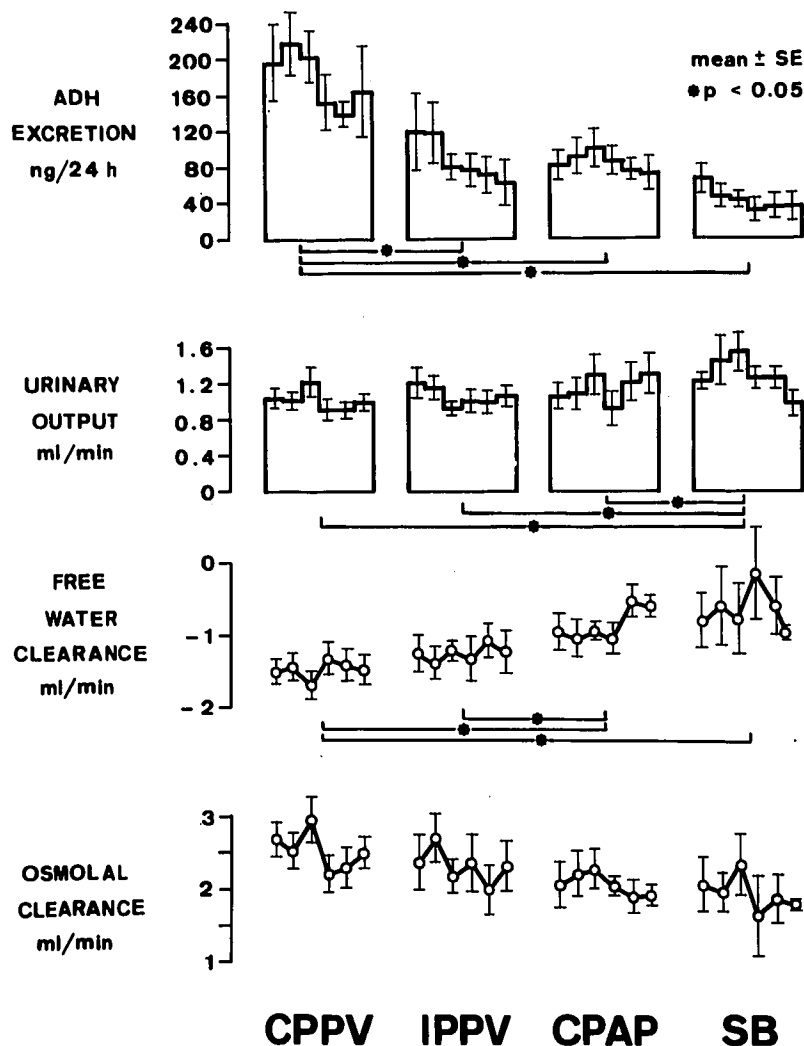 240
200
160
120
80
40
0
ADH
EXCRETION
ng/24 h
mean ± SE
*p < 0.05
* * *
1.6
1.2
0.8
0.4
0
URINARY
OUTPUT
ml/min
* * *
0
-1
-2
FREE
WATER
CLEARANCE
ml/min
* * *
3
2
1
OSMOLAL
CLEARANCE
ml/min
CPPV IPPV CPAP SB